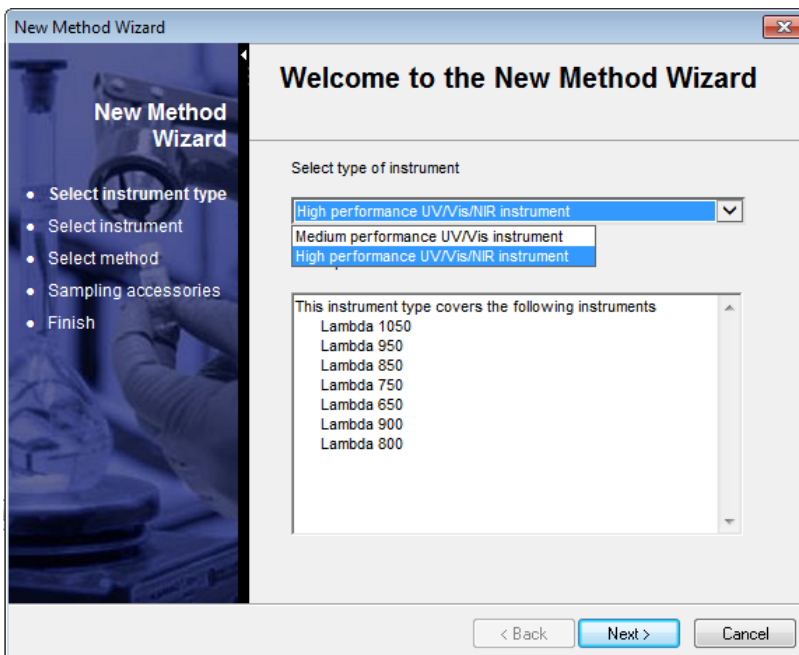 New Method Wizard
New Method
Wizard
Select instrument type
Select instrument
Select method
Sampling accessories
Finish
Welcome to the New Method Wizard
Select type of instrument
High performance UV/Vis/NIR instrument
Medium performance UV/Vis instrument
High performance UV/Vis/NIR instrument
This instrument type covers the following instruments
Lambda 1050
Lambda 950
Lambda 850
Lambda 750
Lambda 650
Lambda 900
Lambda 800
< Back
Next >
Cancel